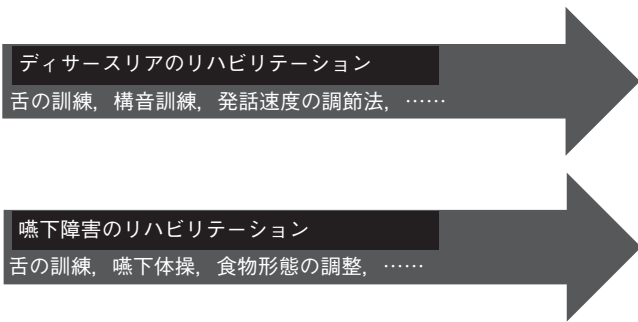 ディサースリアのリハビリテーション
舌の訓練，構音訓練，発話速度の調節法，……
嚥下障害のリハビリテーション
舌の訓練，嚥下体操，食物形態の調整，……